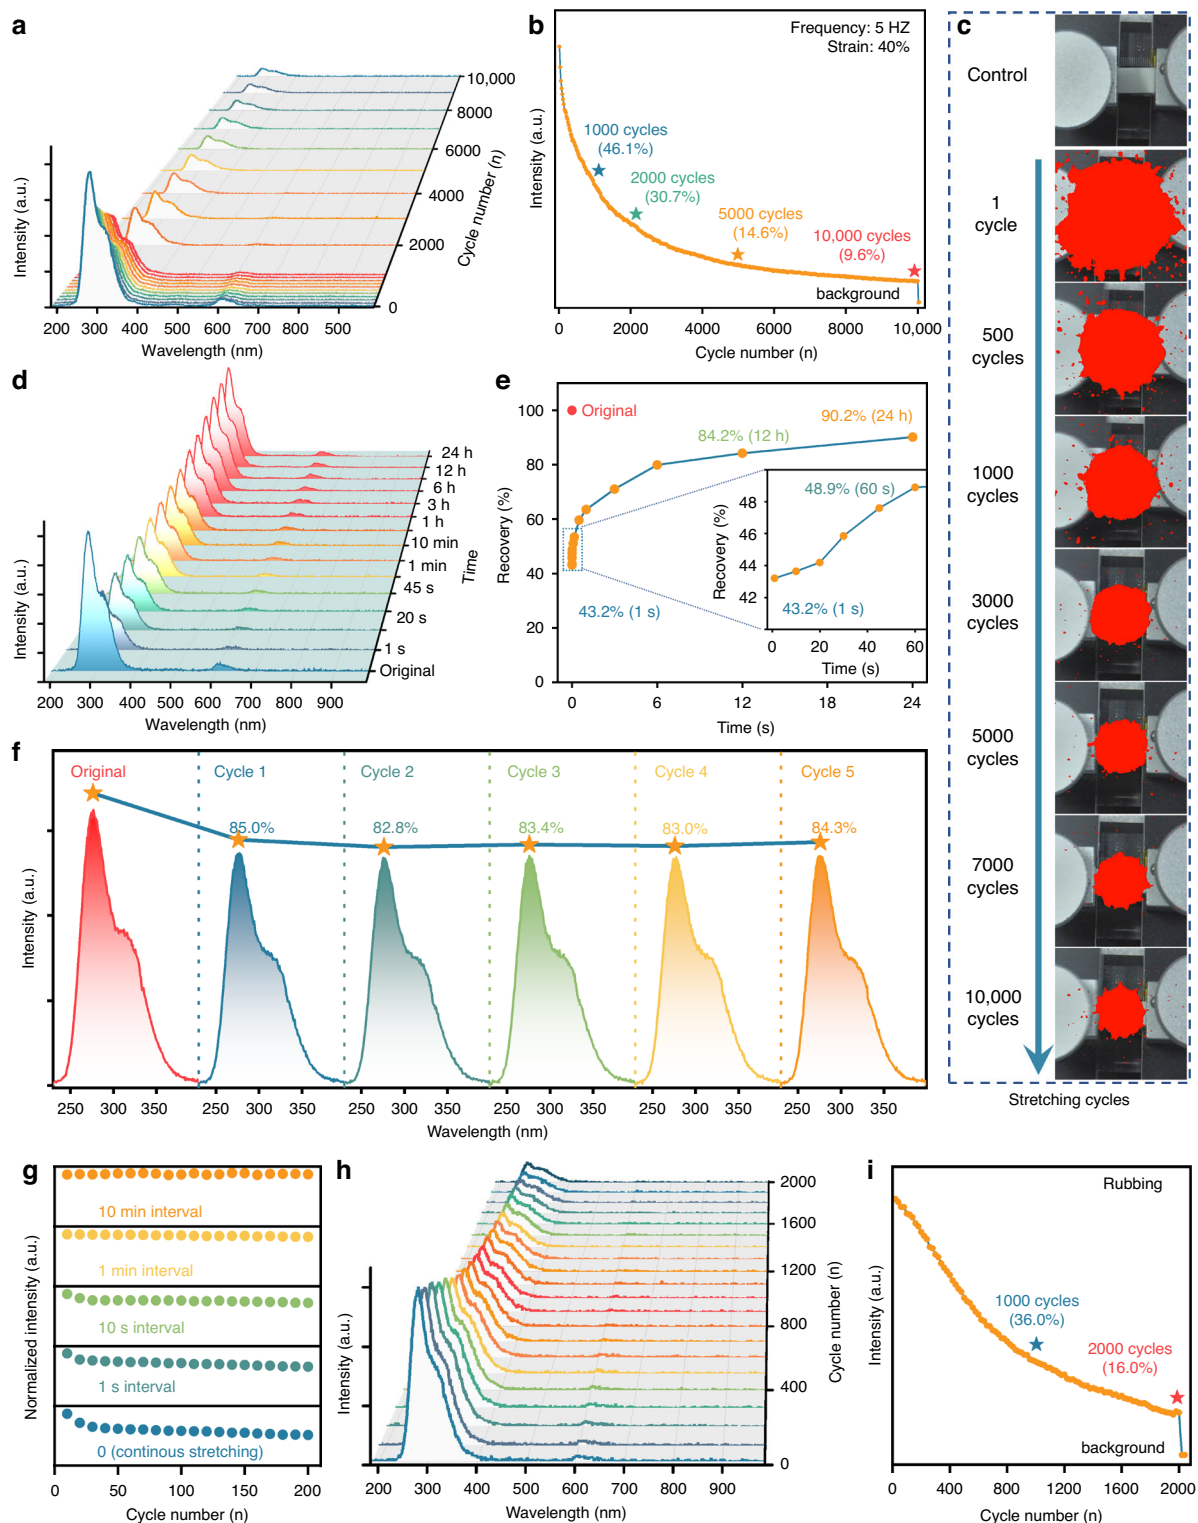 a
10,000
8000
6000
4000
2000
0
Cycle number (n)
Intensity (a.u.)
200 300 400 500 600 700 800 500
Wavelength (nm)
b
Frequency: 5 HZ
Strain: 40%
1000 cycles
(46.1%)
2000 cycles
(30.7%)
5000 cycles
(14.6%)
10,000 cycles
(9.6%)
background
Intensity (a.u.)
0 2000 4000 6000 8000 10,000
Cycle number (n)
c
Control
1
cycle
500
cycles
1000
cycles
3000
cycles
5000
cycles
7000
cycles
10,000
cycles
Stretching cycles
d
24 h
12 h
6 h
3 h
1 h
10 min
1 min
45 s
20 s
1 s
Original
Time
Intensity (a.u.)
200 300 400 500 600 700 800 900
Wavelength (nm)
e
100
80
60
40
20
0
Recovery (%)
Original
90.2% (24 h)
84.2% (12 h)
43.2% (1 s)
0 6 12 18 24
Time (s)
48
46
44
42
Recovery (%)
48.9% (60 s)
43.2% (1 s)
0 20 40 60
Time (s)
f
Original
Cycle 1
Cycle 2
Cycle 3
Cycle 4
Cycle 5
85.0%
82.8%
83.4%
83.0%
84.3%
Intensity (a.u.)
250 300 350 250 300 350 250 300 350 250 300 350 250 300 350 250 300 350
Wavelength (nm)
g
10 min interval
1 min interval
10 s interval
1 s interval
0 (continous stretching)
Normalized intensity (a.u.)
0 50 100 150 200
Cycle number (n)
h
2000
1600
1200
800
400
0
Cycle number (n)
Intensity (a.u.)
200 300 400 500 600 700 800 900
Wavelength (nm)
i
Rubbing
1000 cycles
(36.0%)
2000 cycles
(16.0%)
background
Intensity (a.u.)
0 400 800 1200 1600 2000
Cycle number (n)